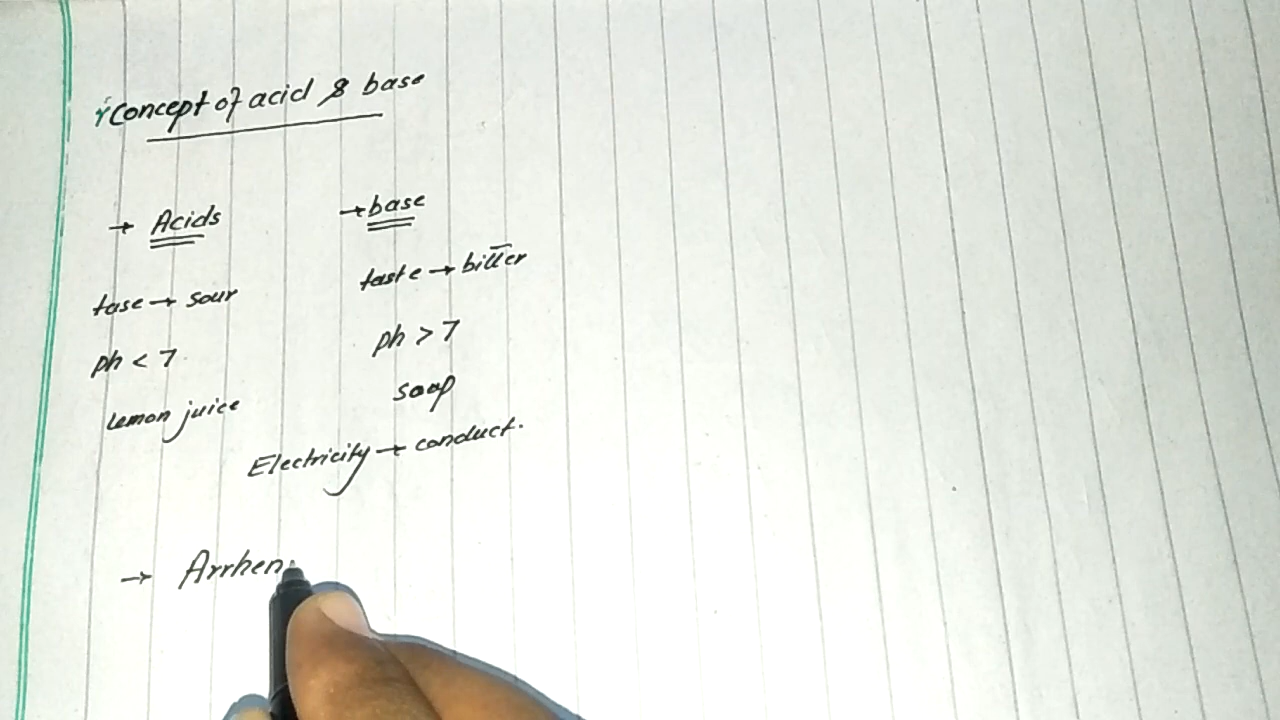 Concept of acid & base
→ Acids
→ base
tase → sour
taste → bitter
ph < 7
ph > 7
Lemon juice
soap
Electricity → conduct.
→ Arrhen